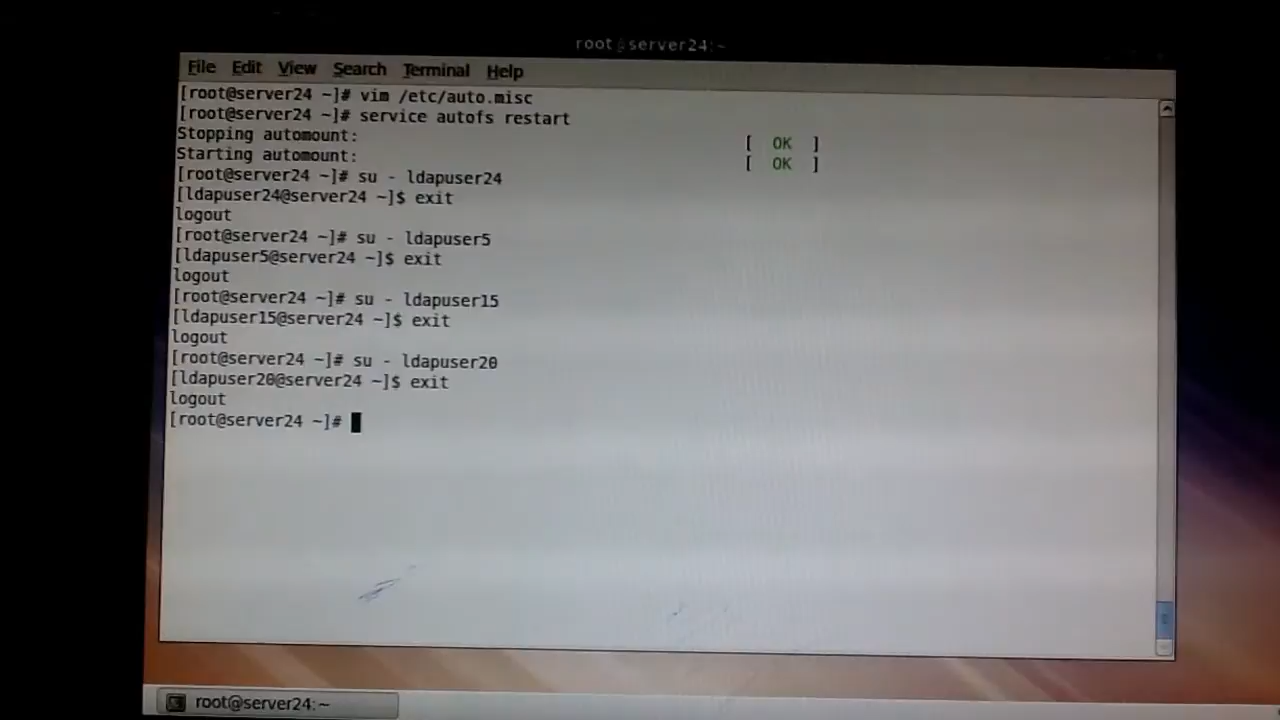 root@server24:~
File Edit View Search Terminal Help
[root@server24 ~]# vim /etc/auto.misc
[root@server24 ~]# service autofs restart
Stopping automount: [ OK ]
Starting automount: [ OK ]
[root@server24 ~]# su - ldapuser24
[ldapuser24@server24 ~]$ exit
logout
[root@server24 ~]# su - ldapuser5
[ldapuser5@server24 ~]$ exit
logout
[root@server24 ~]# su - ldapuser15
[ldapuser15@server24 ~]$ exit
logout
[root@server24 ~]# su - ldapuser20
[ldapuser20@server24 ~]$ exit
logout
[root@server24 ~]#
root@server24:~